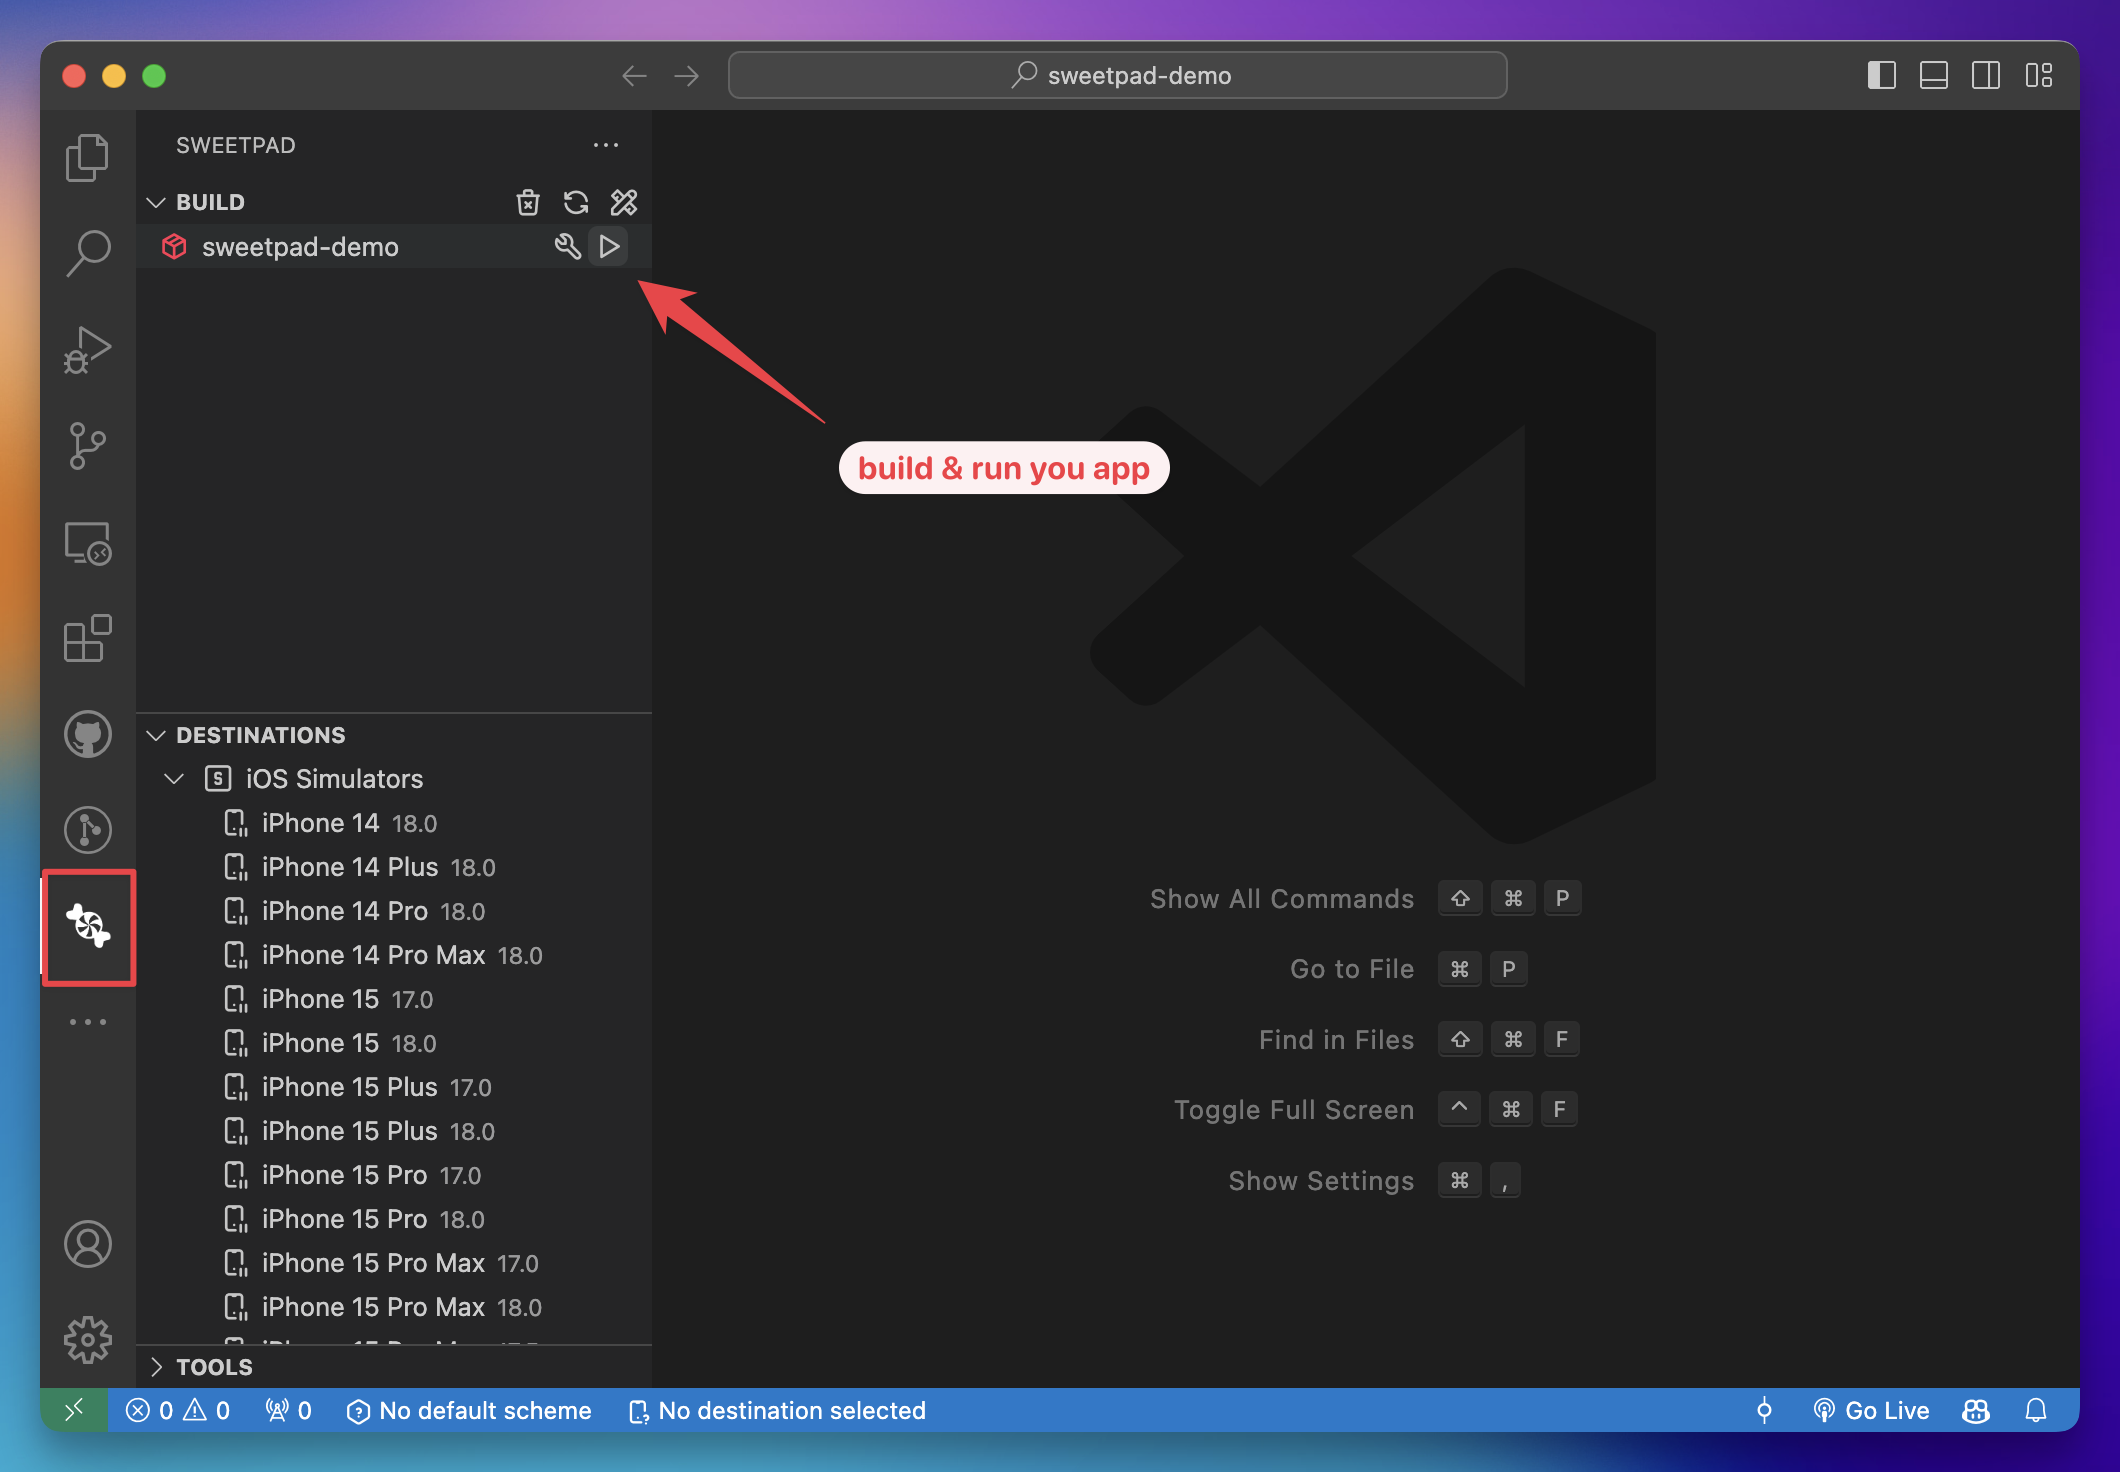 sweetpad-demo
SWEETPAD
BUILD
sweetpad-demo
build & run you app
DESTINATIONS
S iOS Simulators
iPhone 14 18.0
iPhone 14 Plus 18.0
iPhone 14 Pro 18.0
iPhone 14 Pro Max 18.0
iPhone 15 17.0
iPhone 15 18.0
iPhone 15 Plus 17.0
iPhone 15 Plus 18.0
iPhone 15 Pro 17.0
iPhone 15 Pro 18.0
iPhone 15 Pro Max 17.0
iPhone 15 Pro Max 18.0
TOOLS
Show All Commands ⇧ ⌘ P
Go to File ⌘ P
Find in Files ⇧ ⌘ F
Toggle Full Screen ^ ⌘ F
Show Settings ⌘ ,
0 0 0 No default scheme No destination selected Go Live